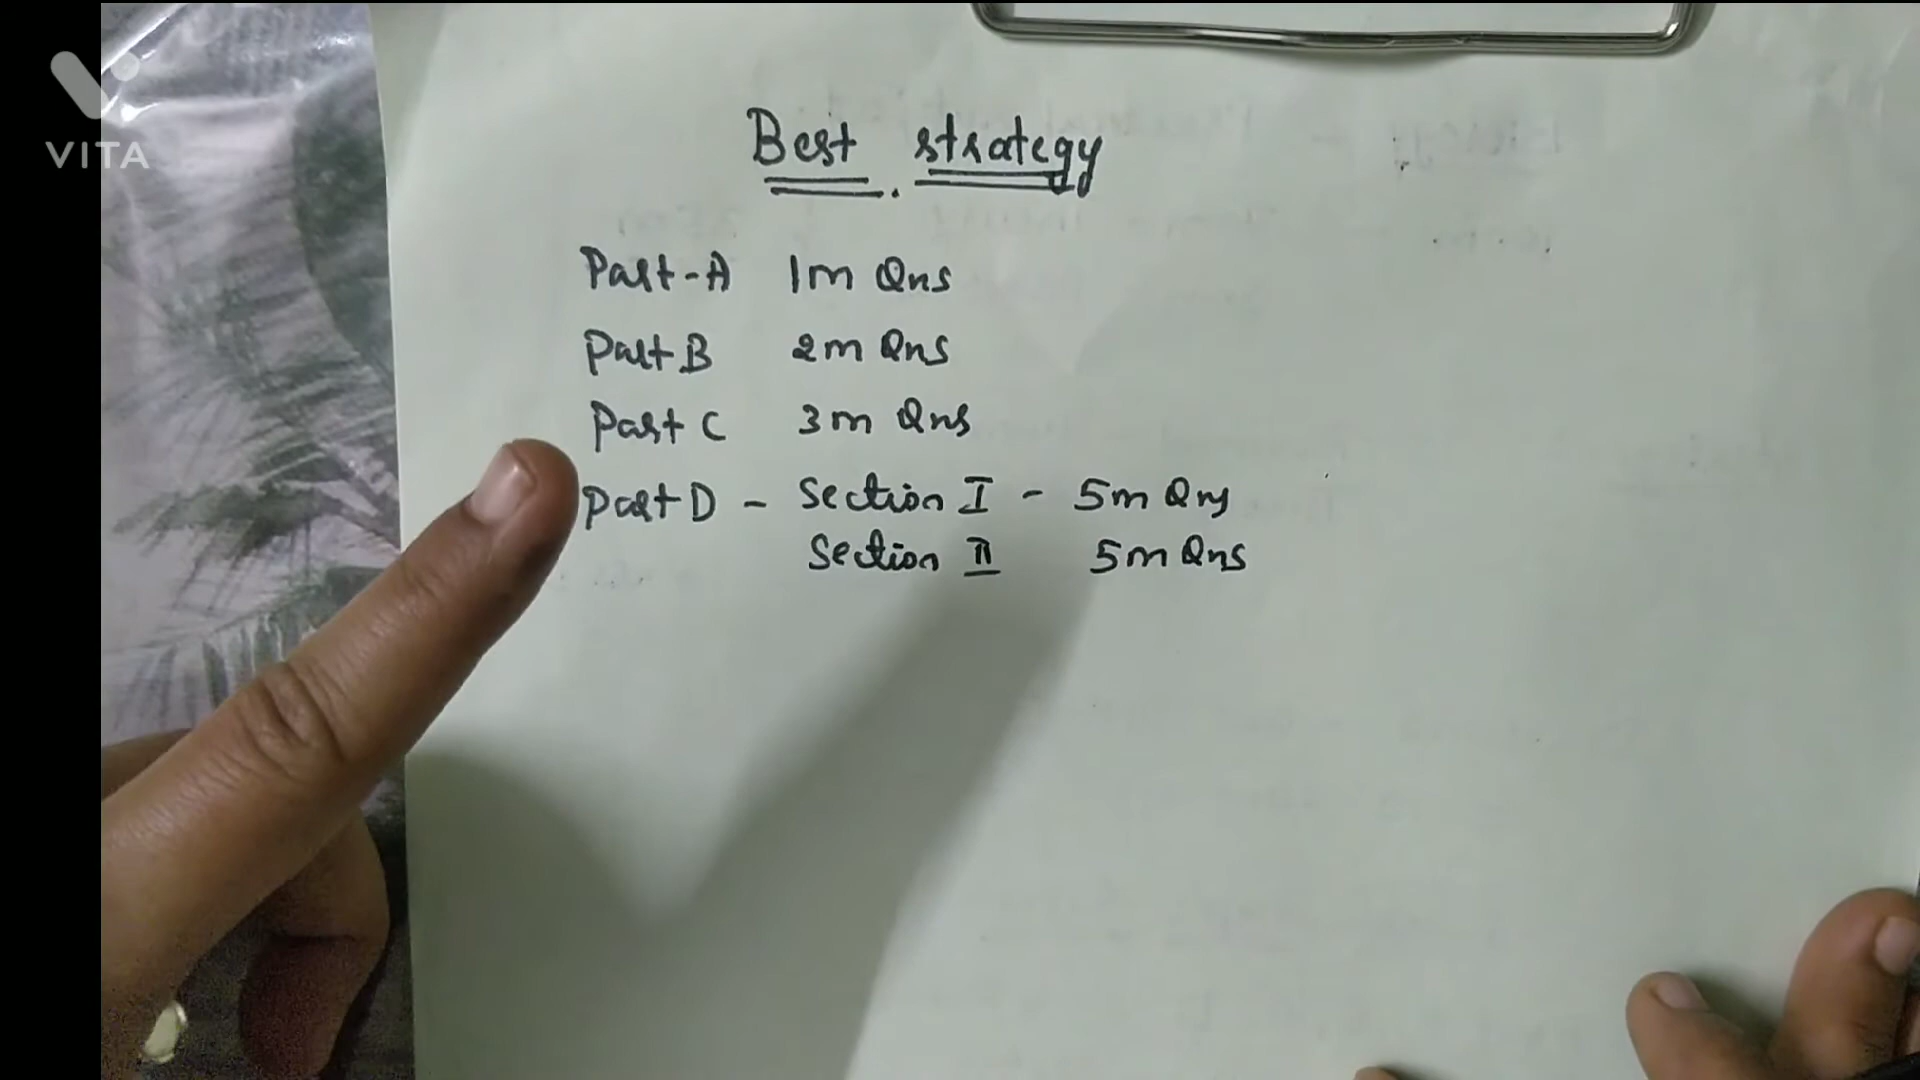 VITA
Best strategy
Part-A 1m Qns
Part B 2m Qns
Part C 3m Qns
Part D - Section I - 5m Qns
Section II 5m Qns